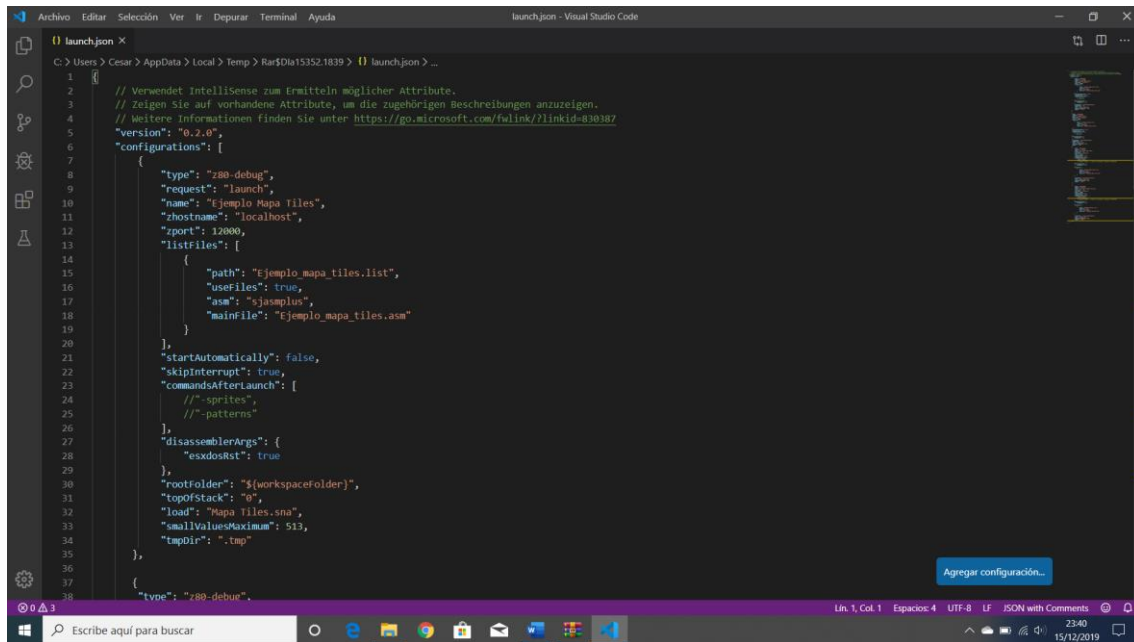 Archivo Editar Selección Ver Ir Depurar Terminal Ayuda
launch.json - Visual Studio Code
{} launch.json ×
C: > Users > Cesar > AppData > Local > Temp > Rar$DIa15352.1839 > {} launch.json > ...
1 {
2 // Verwendet IntelliSense zum Ermitteln möglicher Attribute.
3 // Zeigen Sie auf vorhandene Attribute, um die zugehörigen Beschreibungen anzuzeigen.
4 // Weitere Informationen finden Sie unter https://go.microsoft.com/fwlink/?linkid=830387
5 "version": "0.2.0",
6 "configurations": [
7 {
8 "type": "z80-debug",
9 "request": "launch",
10 "name": "Ejemplo Mapa Tiles",
11 "zhostname": "localhost",
12 "zport": 12000,
13 "listFiles": [
14 {
15 "path": "Ejemplo_mapa_tiles.list",
16 "useFiles": true,
17 "asm": "sjasmplus",
18 "mainFile": "Ejemplo_mapa_tiles.asm"
19 }
20 ],
21 "startAutomatically": false,
22 "skipInterrupt": true,
23 "commandsAfterLaunch": [
24 //"-sprites",
25 //"-patterns"
26 ],
27 "disassemblerArgs": {
28 "esxdosRst": true
29 },
30 "rootFolder": "${workspaceFolder}",
31 "topOfStack": "0",
32 "load": "Mapa Tiles.sna",
33 "smallValuesMaximum": 513,
34 "tmpDir": ".tmp"
35 },
36
37 {
38 "type": "z80-debug",
Agregar configuración...
0 3
Lín. 1, Col. 1 Espacios: 4 UTF-8 LF JSON with Comments
Escribe aquí para buscar
23:40
15/12/2019